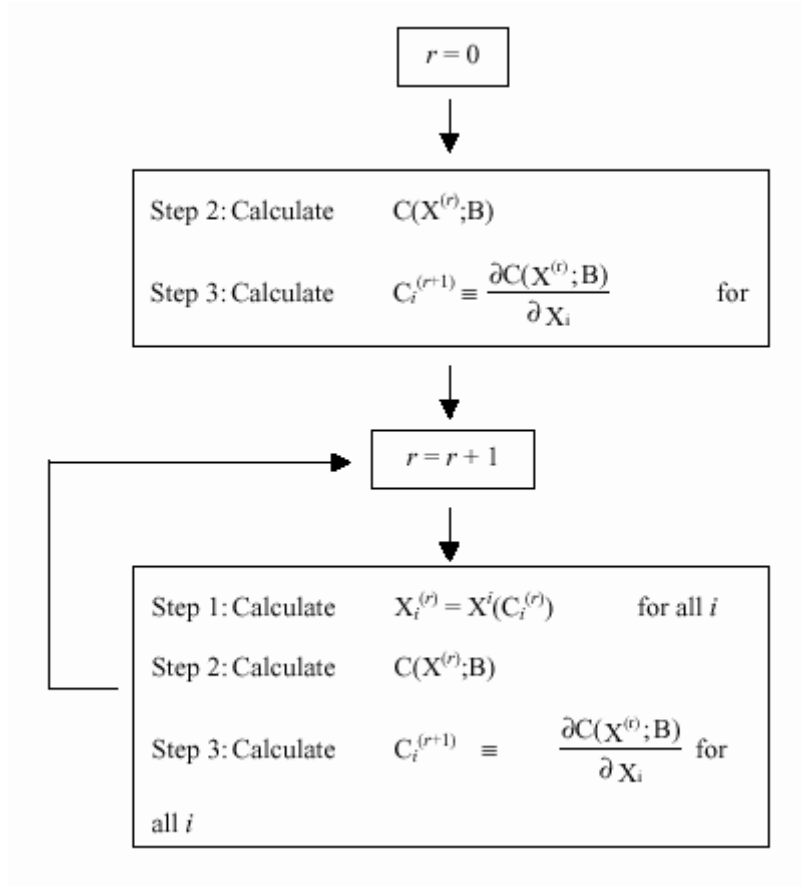 r = 0
Step 2: Calculate C(X^(r);B)
Step 3: Calculate C_i^(r+1) ≡ ∂C(X^(r);B) / ∂X_i for
r = r + 1
Step 1: Calculate X_i^(r) = X^i(C_i^(r)) for all i
Step 2: Calculate C(X^(r);B)
Step 3: Calculate C_i^(r+1) ≡ ∂C(X^(r);B) / ∂X_i for
all i